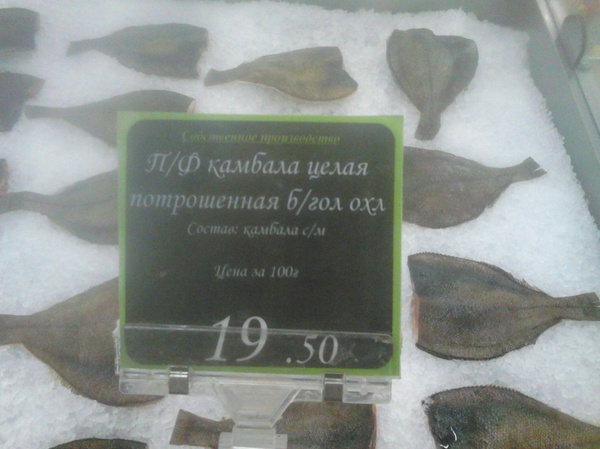 Собственное производство
П/Ф камбала целая
потрошенная б/гол охл
Состав: камбала с/м
Цена за 100г
19 .50